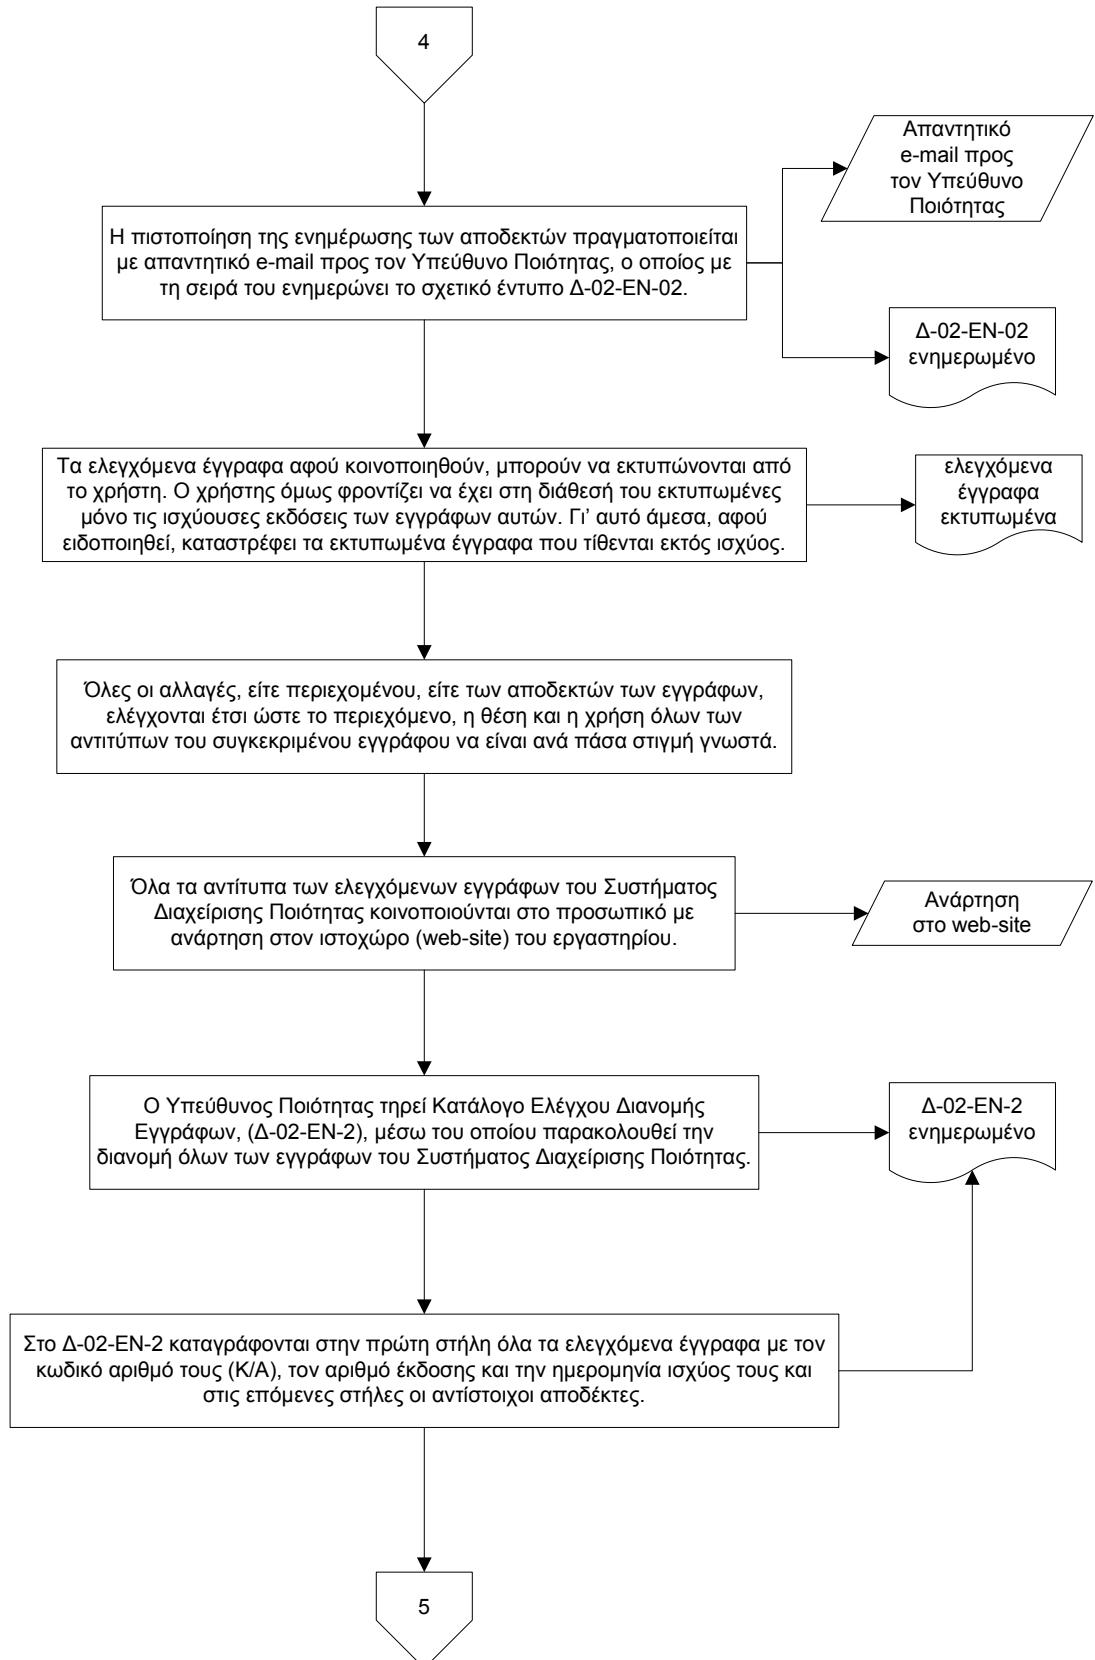 4
Απαντητικό
e-mail προς
τον Υπεύθυνο
Ποιότητας
Η πιστοποίηση της ενημέρωσης των αποδεκτών πραγματοποιείται
με απαντητικό e-mail προς τον Υπεύθυνο Ποιότητας, ο οποίος με
τη σειρά του ενημερώνει το σχετικό έντυπο Δ-02-ΕΝ-02.
Δ-02-ΕΝ-02
ενημερωμένο
Τα ελεγχόμενα έγγραφα αφού κοινοποιηθούν, μπορούν να εκτυπώνονται από
το χρήστη. Ο χρήστης όμως φροντίζει να έχει στη διάθεσή του εκτυπωμένες
μόνο τις ισχύουσες εκδόσεις των εγγράφων αυτών. Γι’ αυτό άμεσα, αφού
ειδοποιηθεί, καταστρέφει τα εκτυπωμένα έγγραφα που τίθενται εκτός ισχύος.
ελεγχόμενα
έγγραφα
εκτυπωμένα
Όλες οι αλλαγές, είτε περιεχομένου, είτε των αποδεκτών των εγγράφων,
ελέγχονται έτσι ώστε το περιεχόμενο, η θέση και η χρήση όλων των
αντιτύπων του συγκεκριμένου εγγράφου να είναι ανά πάσα στιγμή γνωστά.
Όλα τα αντίτυπα των ελεγχόμενων εγγράφων του Συστήματος
Διαχείρισης Ποιότητας κοινοποιούνται στο προσωπικό με
ανάρτηση στον ιστοχώρο (web-site) του εργαστηρίου.
Ανάρτηση
στο web-site
Ο Υπεύθυνος Ποιότητας τηρεί Κατάλογο Ελέγχου Διανομής
Εγγράφων, (Δ-02-ΕΝ-2), μέσω του οποίου παρακολουθεί την
διανομή όλων των εγγράφων του Συστήματος Διαχείρισης Ποιότητας.
Δ-02-ΕΝ-2
ενημερωμένο
Στο Δ-02-ΕΝ-2 καταγράφονται στην πρώτη στήλη όλα τα ελεγχόμενα έγγραφα με τον
κωδικό αριθμό τους (Κ/Α), τον αριθμό έκδοσης και την ημερομηνία ισχύος τους και
στις επόμενες στήλες οι αντίστοιχοι αποδέκτες.
5